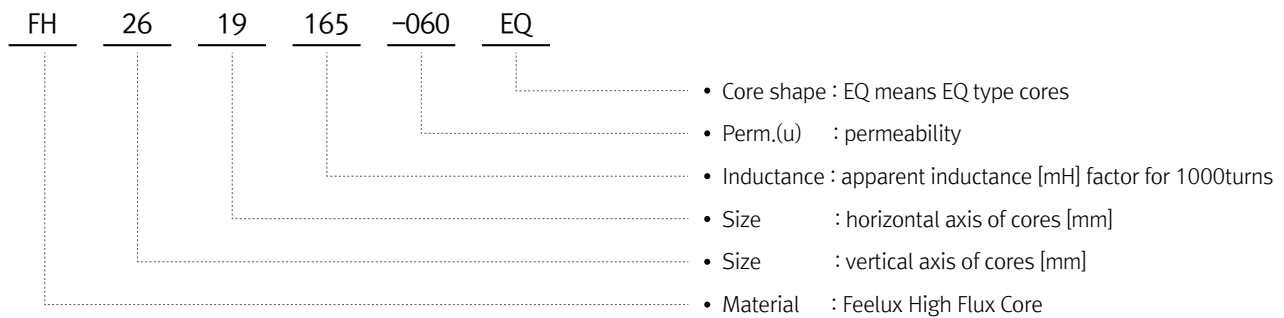 FH 26 19 165 -060 EQ
• Core shape : EQ means EQ type cores
• Perm.(u) : permeability
• Inductance : apparent inductance [mH] factor for 1000turns
• Size : horizontal axis of cores [mm]
• Size : vertical axis of cores [mm]
• Material : Feelux High Flux Core